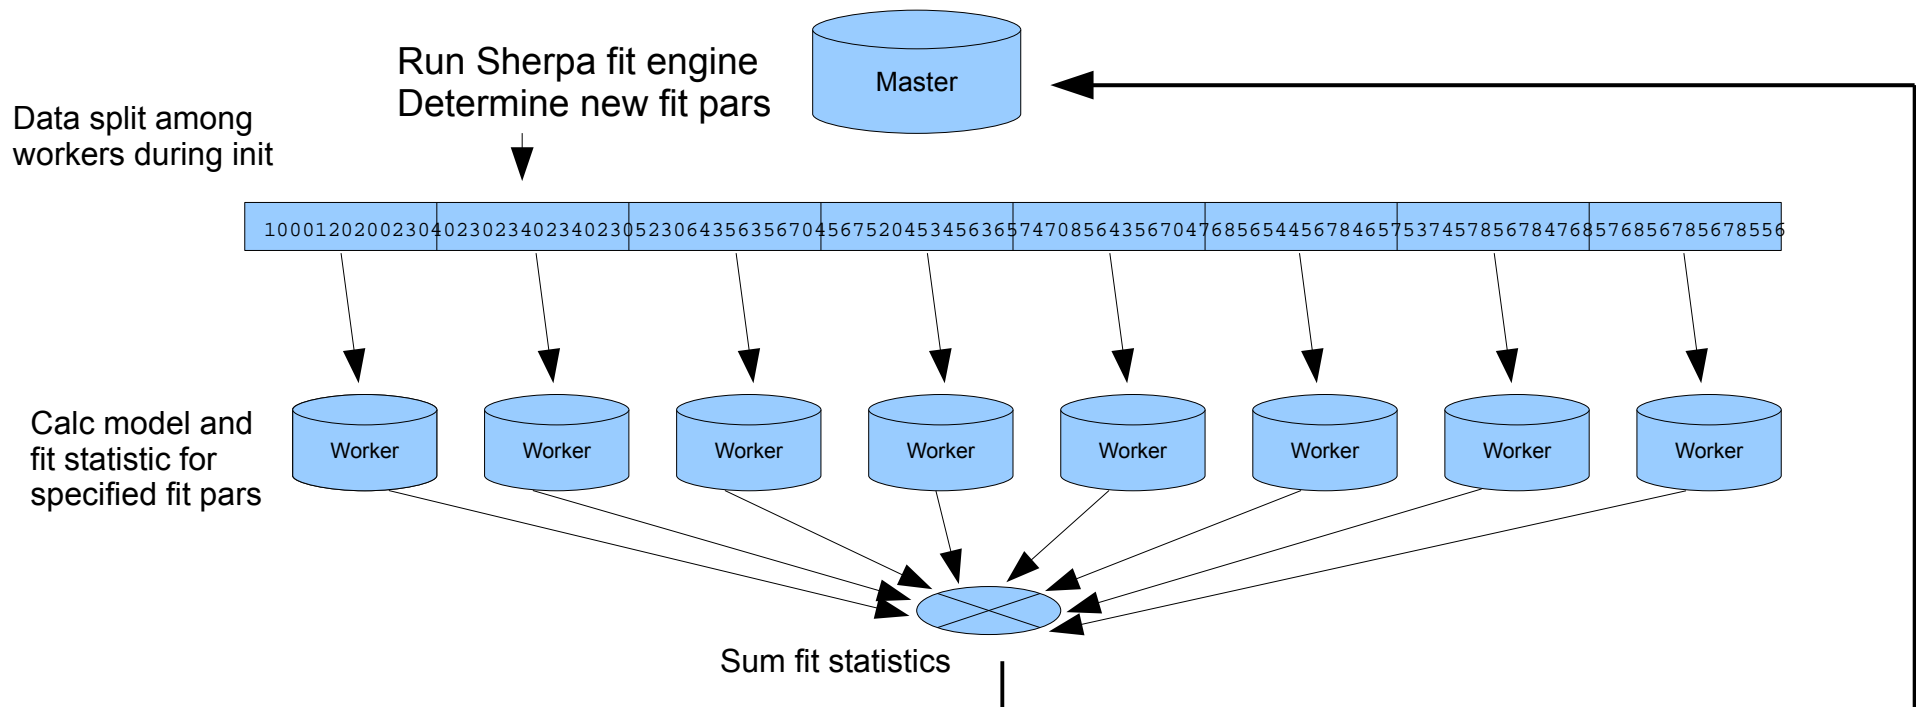 Run Sherpa fit engine
Determine new fit pars
Master
Data split among
workers during init
10001202002304023023402340230523064356356704567520453456365747085643567047685654456784657537457856784768576856785678556
Calc model and
fit statistic for
specified fit pars
Worker
Worker
Worker
Worker
Worker
Worker
Worker
Worker
Sum fit statistics